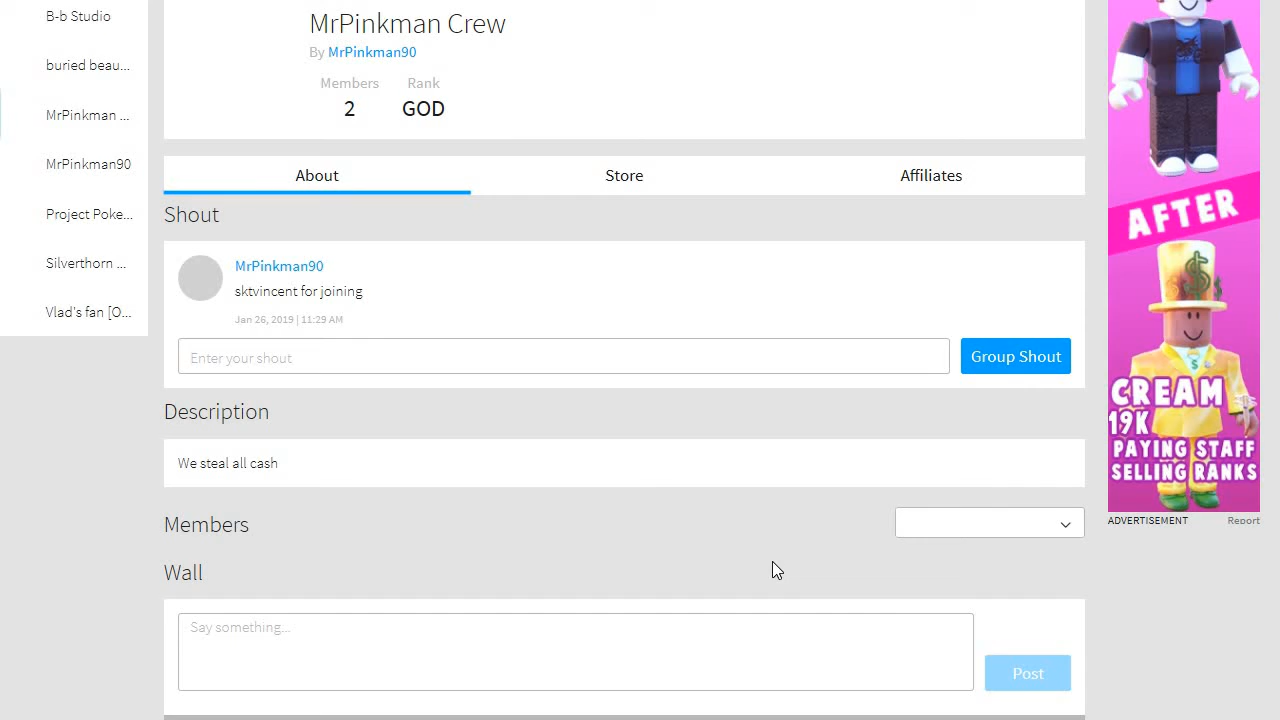 B-b Studio
buried beau...
MrPinkman ...
MrPinkman90
Project Poke...
Silverthorn ...
Vlad's fan [O...
MrPinkman Crew
By MrPinkman90
Members Rank
2 GOD
About Store Affiliates
Shout
MrPinkman90
sktvincent for joining
Jan 26, 2019 | 11:29 AM
Enter your shout
Group Shout
Description
We steal all cash
Members
Wall
Say something...
Post
AFTER
CREAM
19K
PAYING STAFF
SELLING RANKS
ADVERTISEMENT Report